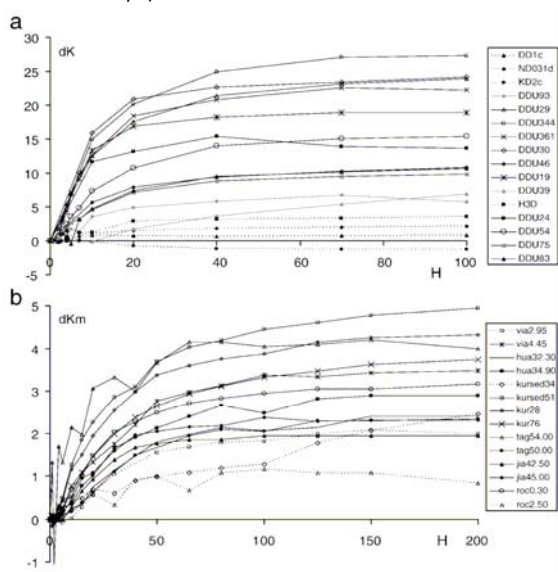 a
dK
30
25
20
15
10
5
0
-5
20
40
60
80
H
100
DD1c
ND031d
KD2c
DDU93
DDU29
DDU344
DDU361
DDU30
DDU46
DDU19
DDU39
H3D
DDU24
DDU54
DDU75
DDU83
b
dKm
5
4
3
2
1
0
-1
50
100
150
H
200
via2.95
via4.45
hua32.30
hua34.90
kursed34
kursed51
kur28
kur76
tag54.00
tag50.00
jia42.50
jia45.00
roc0.30
roc2.50